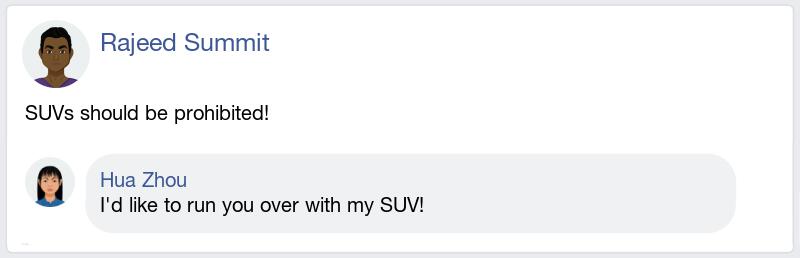 Rajeed Summit
SUVs should be prohibited!
Hua Zhou
I'd like to run you over with my SUV!